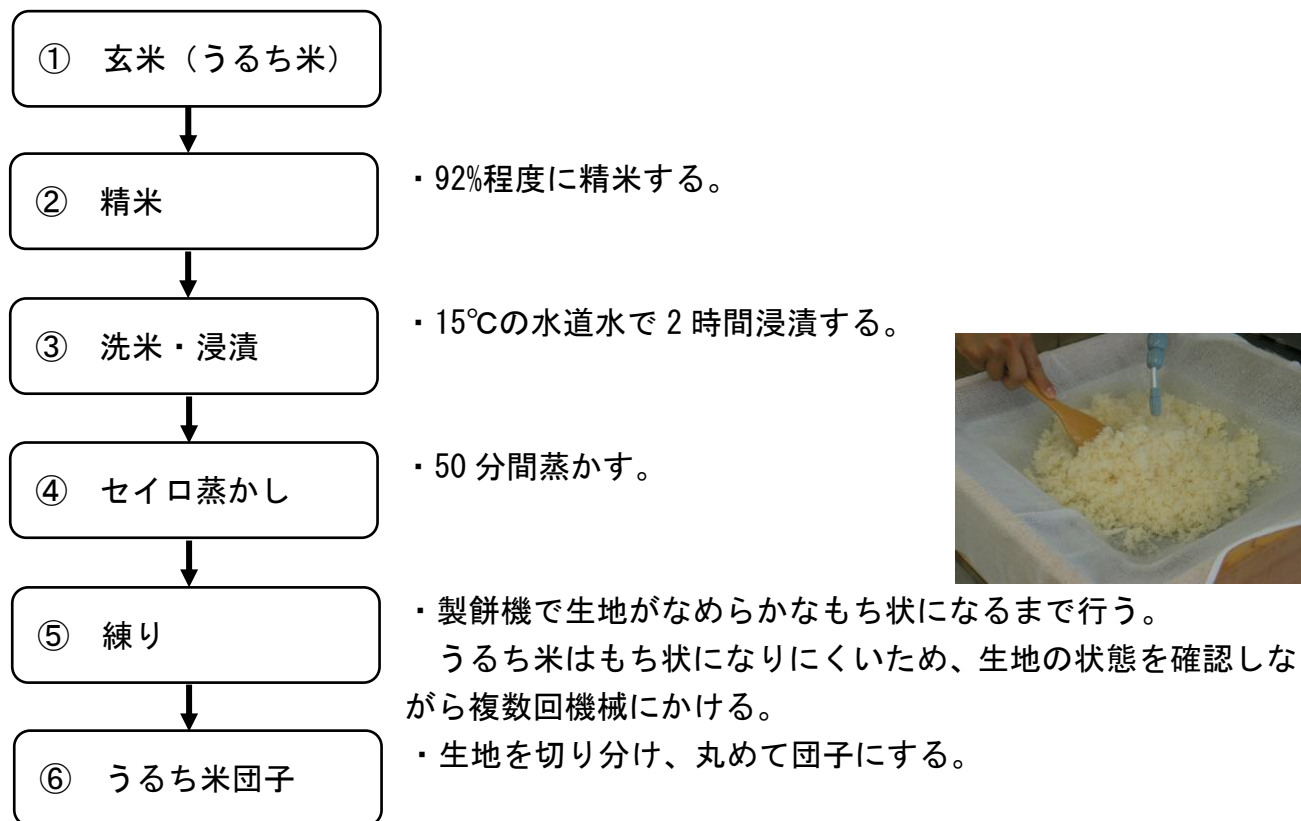 ① 玄米（うるち米）
② 精米
・92%程度に精米する。
③ 洗米・浸漬
・15℃の水道水で 2 時間浸漬する。
④ セイロ蒸かし
・50 分間蒸かす。
⑤ 練り
・製餅機で生地がなめらかなもち状になるまで行う。
うるち米はもち状になりにくいため、生地の状態を確認しな
がら複数回機械にかける。
⑥ うるち米団子
・生地を切り分け、丸めて団子にする。